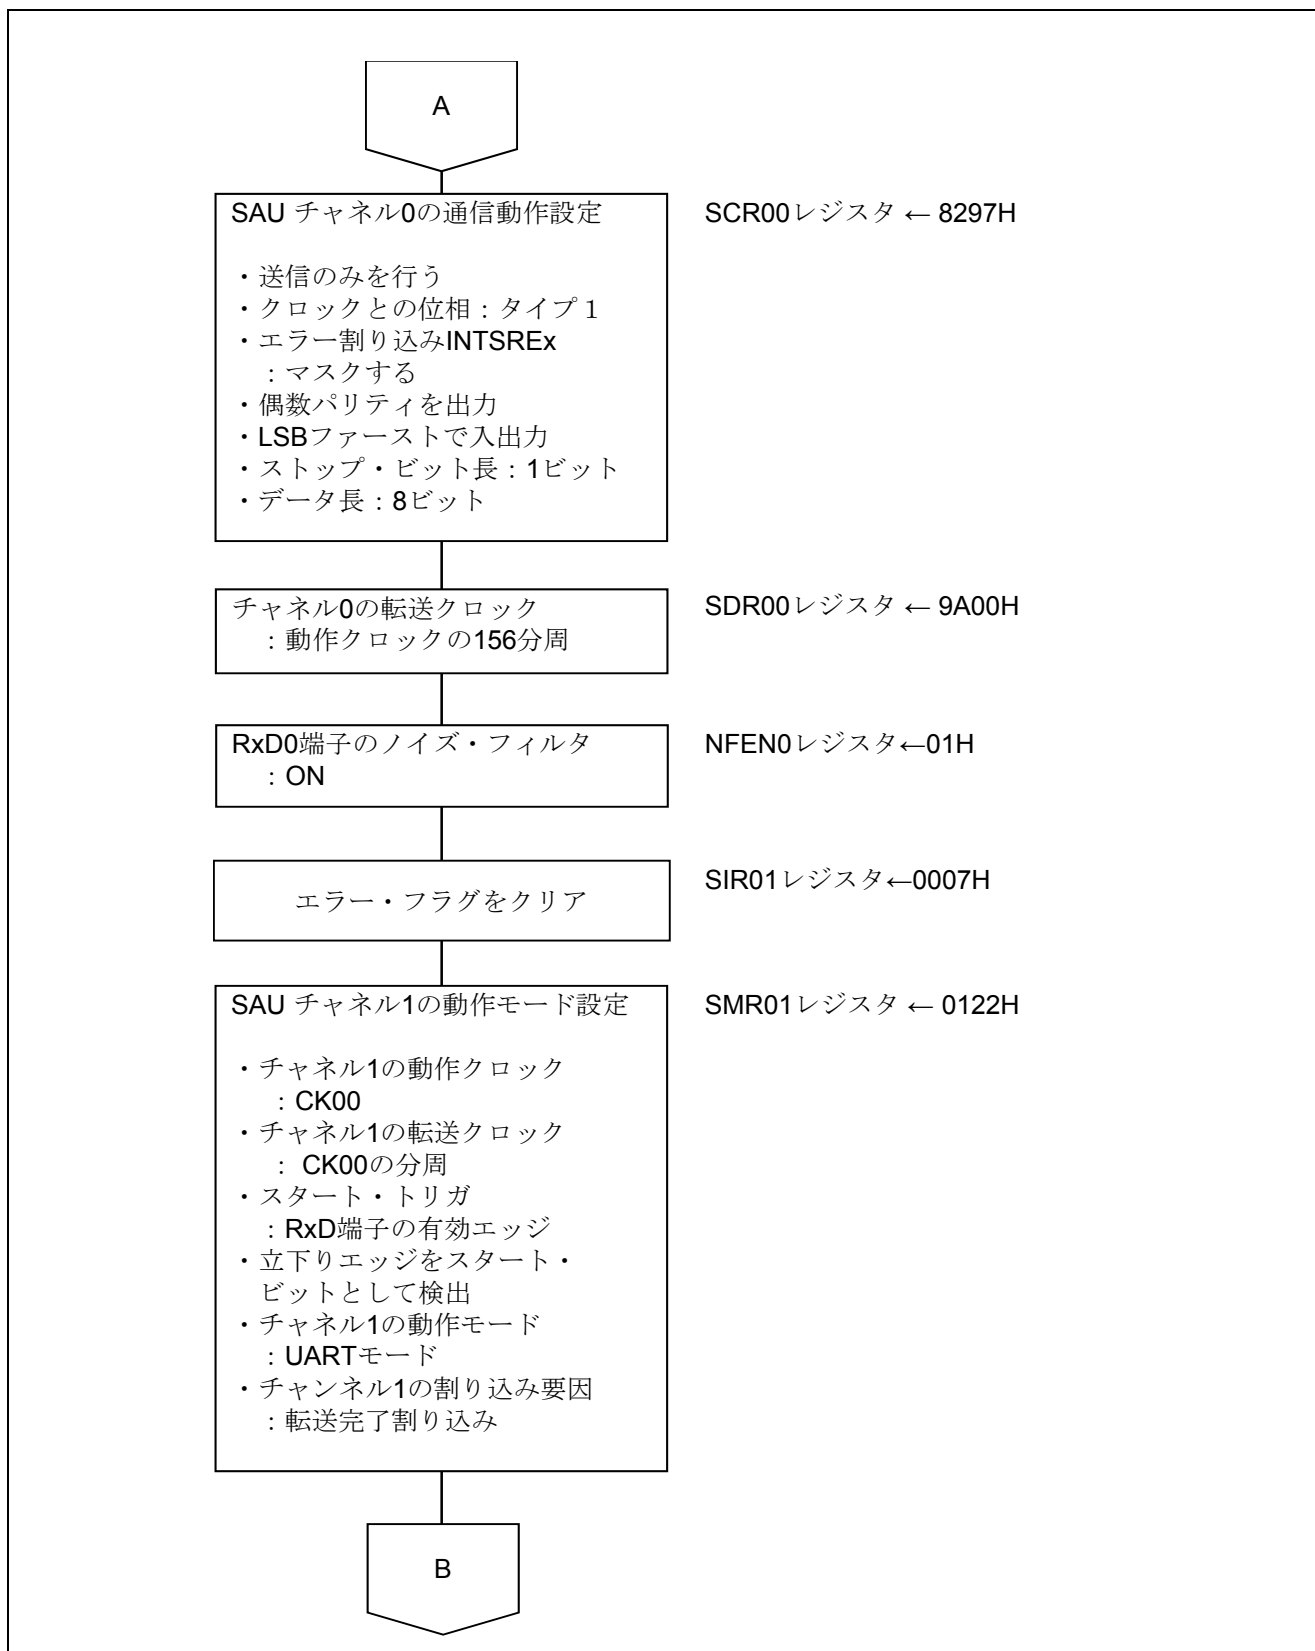 A
SAU チャネル0の通信動作設定
SCR00レジスタ ← 8297H
・送信のみを行う
・クロックとの位相：タイプ１
・エラー割り込みINTSREx
：マスクする
・偶数パリティを出力
・LSBファーストで入出力
・ストップ・ビット長：1ビット
・データ長：8ビット
チャネル0の転送クロック
：動作クロックの156分周
SDR00レジスタ ← 9A00H
RxD0端子のノイズ・フィルタ
：ON
NFEN0レジスタ←01H
エラー・フラグをクリア
SIR01レジスタ←0007H
SAU チャネル1の動作モード設定
SMR01レジスタ ← 0122H
・チャネル1の動作クロック
：CK00
・チャネル1の転送クロック
： CK00の分周
・スタート・トリガ
：RxD端子の有効エッジ
・立下りエッジをスタート・
ビットとして検出
・チャネル1の動作モード
：UARTモード
・チャンネル1の割り込み要因
：転送完了割り込み
B